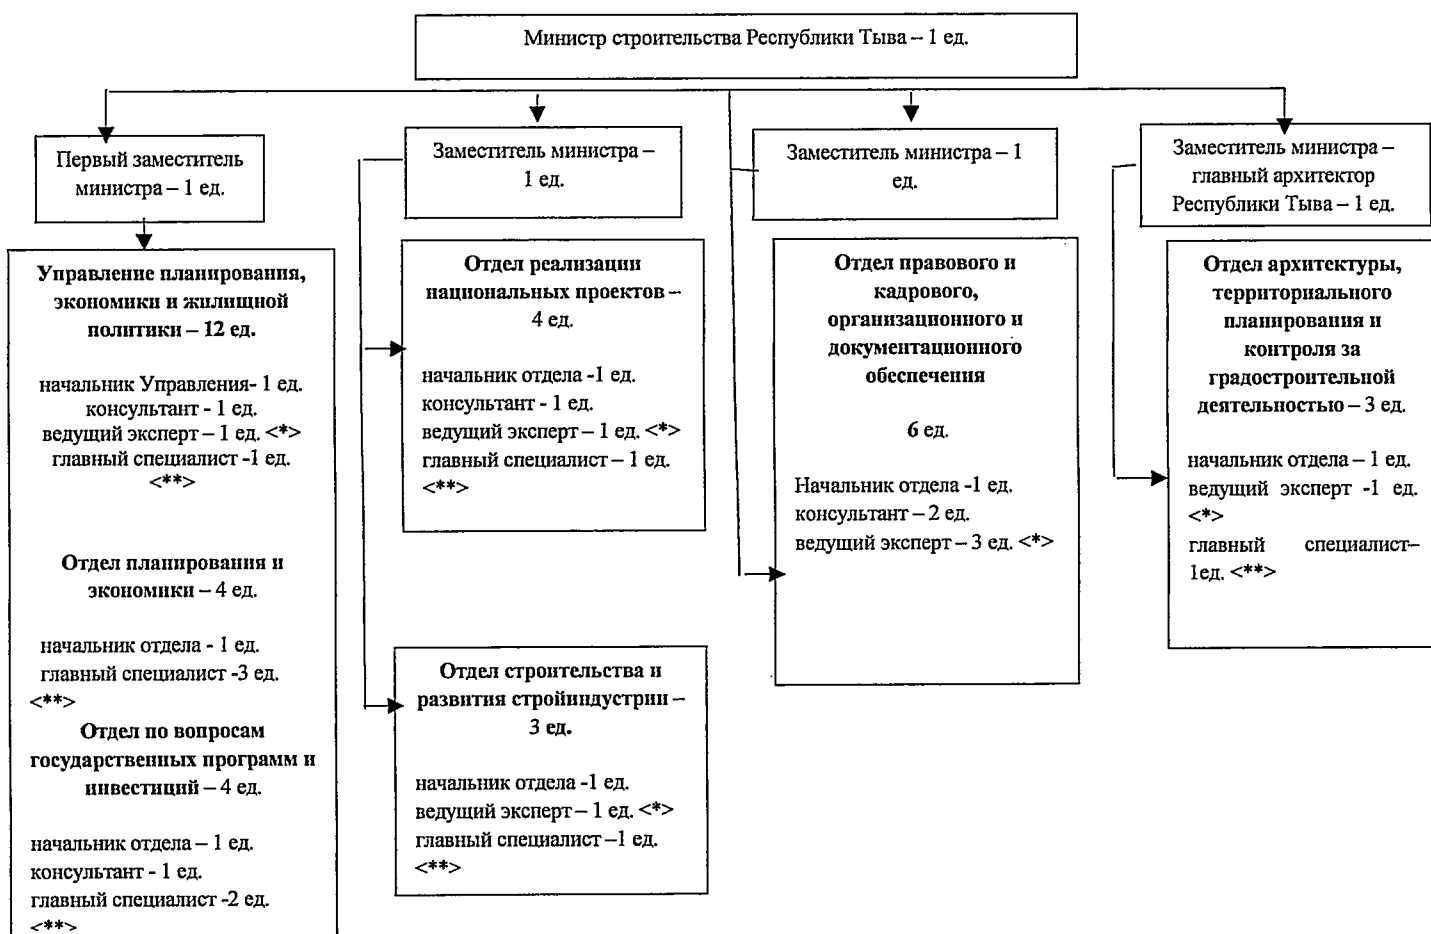 Министр строительства Республики Тыва – 1 ед.
Первый заместитель
министра – 1 ед.
Заместитель министра –
1 ед.
Заместитель министра – 1
ед.
Заместитель министра –
главный архитектор
Республики Тыва – 1 ед.
Управление планирования,
экономики и жилищной
политики – 12 ед.
начальник Управления- 1 ед.
консультант - 1 ед.
ведущий эксперт – 1 ед. <*>
главный специалист -1 ед.
<**>
Отдел планирования и
экономики – 4 ед.
начальник отдела - 1 ед.
главный специалист -3 ед.
<**>
Отдел по вопросам
государственных программ и
инвестиций – 4 ед.
начальник отдела – 1 ед.
консультант - 1 ед.
главный специалист -2 ед.
<**>
Отдел реализации
национальных проектов –
4 ед.
начальник отдела -1 ед.
консультант - 1 ед.
ведущий эксперт – 1 ед. <*>
главный специалист – 1 ед.
<**>
Отдел строительства и
развития стройиндустрии –
3 ед.
начальник отдела -1 ед.
ведущий эксперт – 1 ед. <*>
главный специалист –1 ед.
<**>
Отдел правового и
кадрового,
организационного и
документационного
обеспечения
6 ед.
Начальник отдела -1 ед.
консультант – 2 ед.
ведущий эксперт – 3 ед. <*>
Отдел архитектуры,
территориального
планирования и
контроля за
градостроительной
деятельностью – 3 ед.
начальник отдела – 1 ед.
ведущий эксперт -1 ед.
<*>
главный специалист–
1ед. <**>